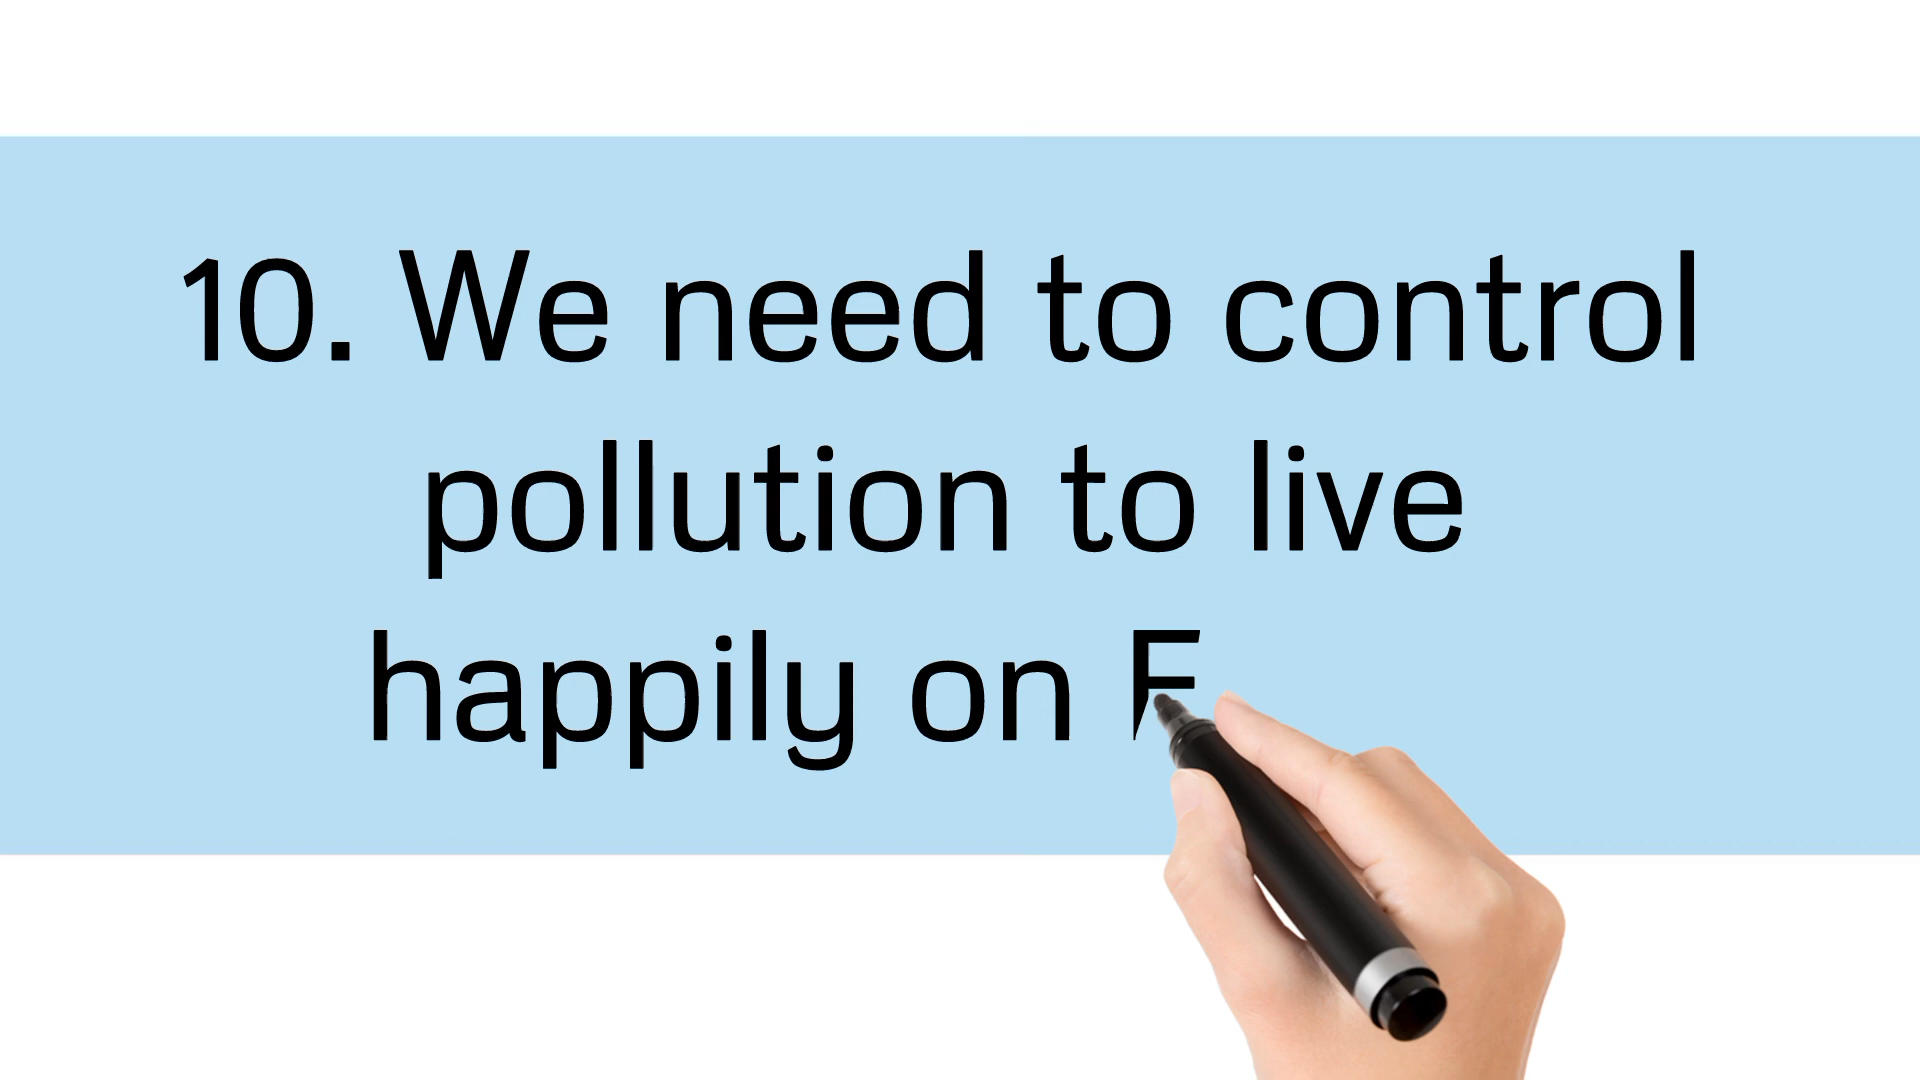 10. We need to control
pollution to live
happily on